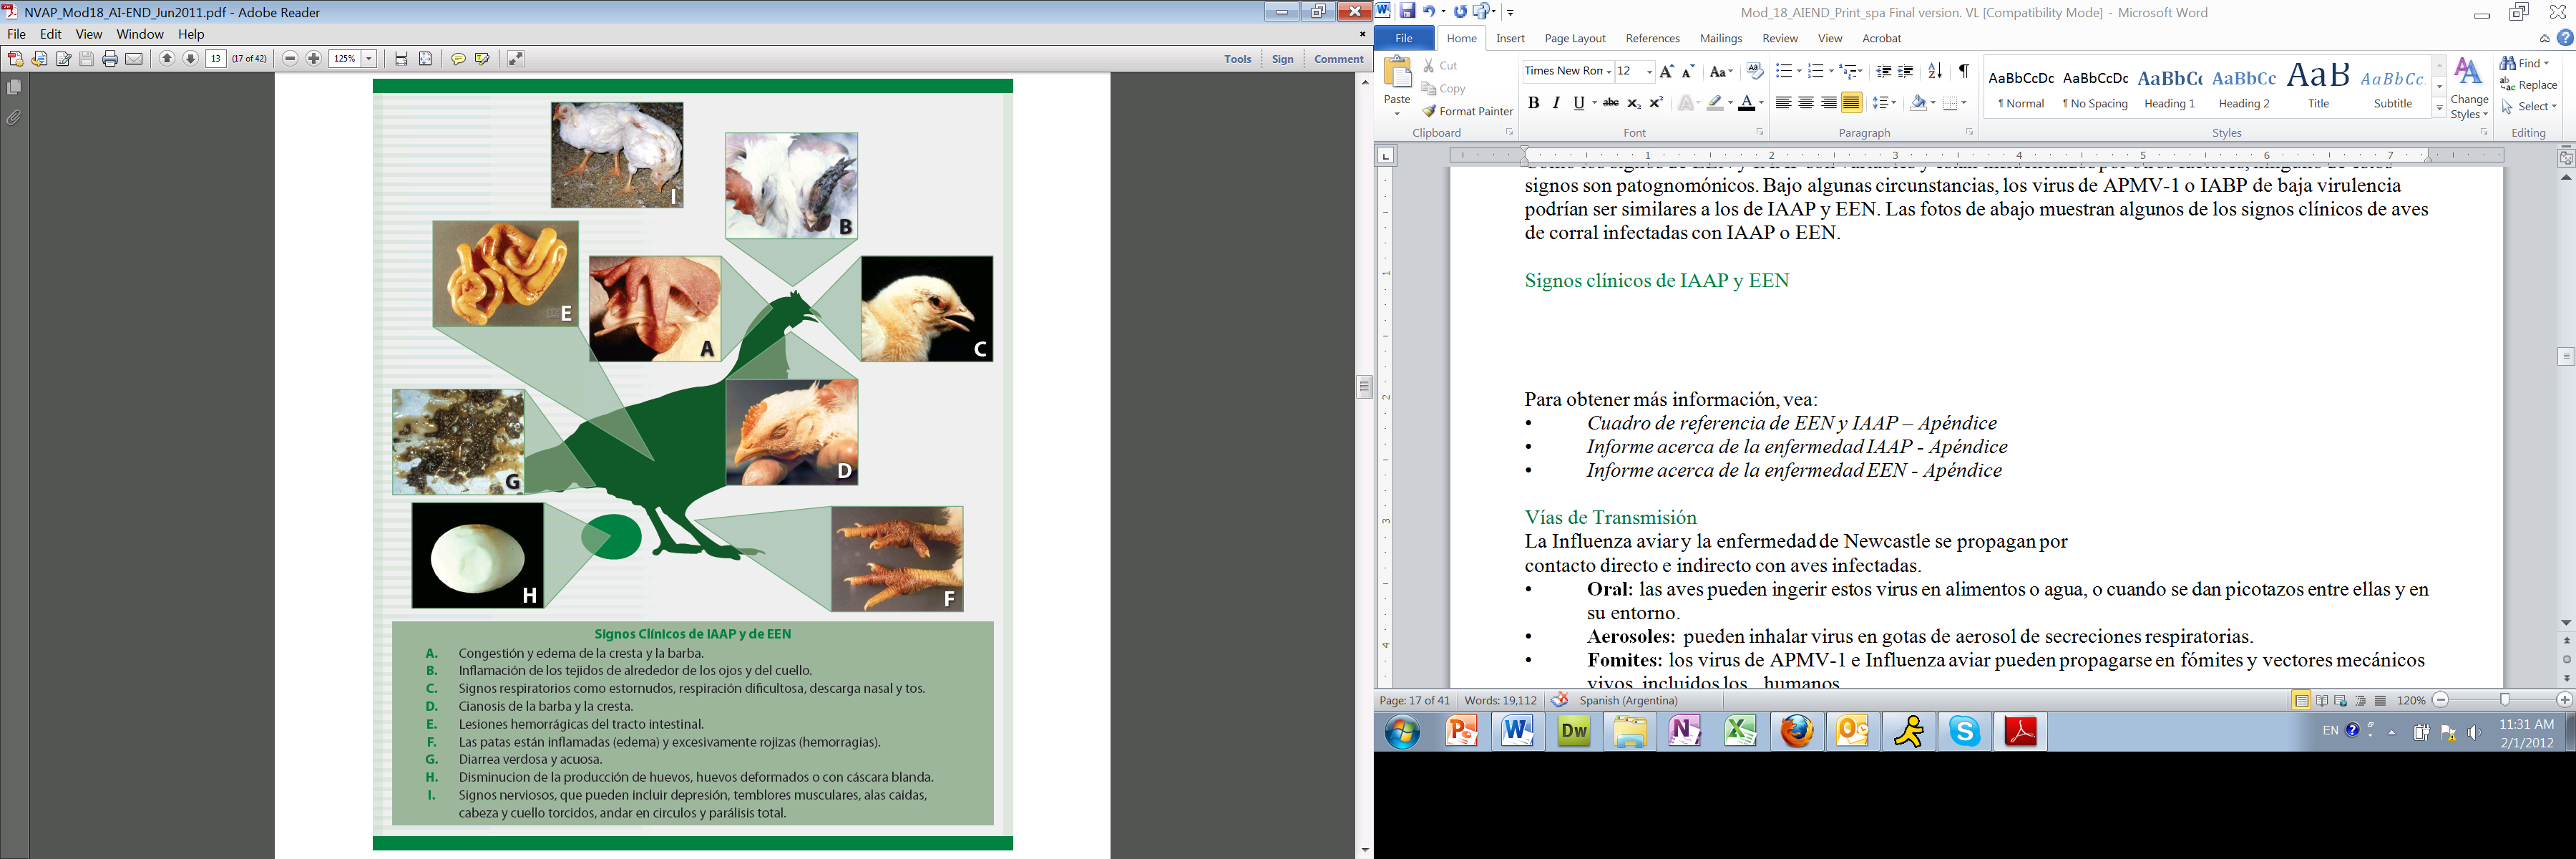 NVAP_Mod18_AI-END_Jun2011.pdf - Adobe Reader
File Edit View Window Help
13 (17 of 42) 125% Tools Sign Comment
I
B
E
A
C
G
D
H
F
Signos Clínicos de IAAP y de EEN
A. Congestión y edema de la cresta y la barba.
B. Inflamación de los tejidos de alrededor de los ojos y del cuello.
C. Signos respiratorios como estornudos, respiración dificultosa, descarga nasal y tos.
D. Cianosis de la barba y la cresta.
E. Lesiones hemorrágicas del tracto intestinal.
F. Las patas están inflamadas (edema) y excesivamente rojizas (hemorragias).
G. Diarrea verdosa y acuosa.
H. Disminucion de la producción de huevos, huevos deformados o con cáscara blanda.
I. Signos nerviosos, que pueden incluir depresión, temblores musculares, alas caidas,
cabeza y cuello torcidos, andar en circulos y parálisis total.
Mod_18_AIEND_Print_spa Final version. VL [Compatibility Mode] - Microsoft Word
File Home Insert Page Layout References Mailings Review View Acrobat
Paste
Cut
Copy
Format Painter
Clipboard
Times New Ron 12
Font
Paragraph
AaBbCcDc AaBbCcDc AaBbCc AaBbCc AaB AaBbCc.
¶ Normal ¶ No Spacing Heading 1 Heading 2 Title Subtitle
Change
Styles
Styles
Find
Replace
Select
Editing
1 2 3 4 5 6 7
signos son patognomónicos. Bajo algunas circunstancias, los virus de APMV-1 o IABP de baja virulencia
podrían ser similares a los de IAAP y EEN. Las fotos de abajo muestran algunos de los signos clínicos de aves
de corral infectadas con IAAP o EEN.
Signos clínicos de IAAP y EEN
Para obtener más información, vea:
• Cuadro de referencia de EEN y IAAP – Apéndice
• Informe acerca de la enfermedad IAAP - Apéndice
• Informe acerca de la enfermedad EEN - Apéndice
Vías de Transmisión
La Influenza aviar y la enfermedad de Newcastle se propagan por
contacto directo e indirecto con aves infectadas.
• Oral: las aves pueden ingerir estos virus en alimentos o agua, o cuando se dan picotazos entre ellas y en
su entorno.
• Aerosoles: pueden inhalar virus en gotas de aerosol de secreciones respiratorias.
• Fomites: los virus de APMV-1 e Influenza aviar pueden propagarse en fómites y vectores mecánicos
vivos, incluidos los humanos
Page: 17 of 41 Words: 19,112 Spanish (Argentina) 120%
EN 11:31 AM
2/1/2012